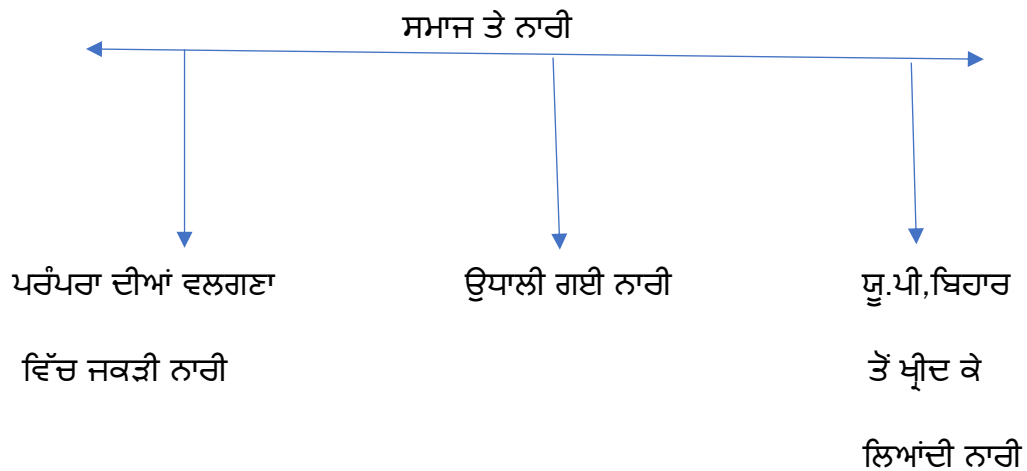 ਸਮਾਜ ਤੇ ਨਾਰੀ
ਪਰੰਪਰਾ ਦੀਆਂ ਵਲਗਣਾ
ਵਿੱਚ ਜਕੜੀ ਨਾਰੀ
ਉਧਾਲੀ ਗਈ ਨਾਰੀ
ਯੂ.ਪੀ,ਬਿਹਾਰ
ਤੋਂ ਖ੍ਰੀਦ ਕੇ
ਲਿਆਂਦੀ ਨਾਰੀ